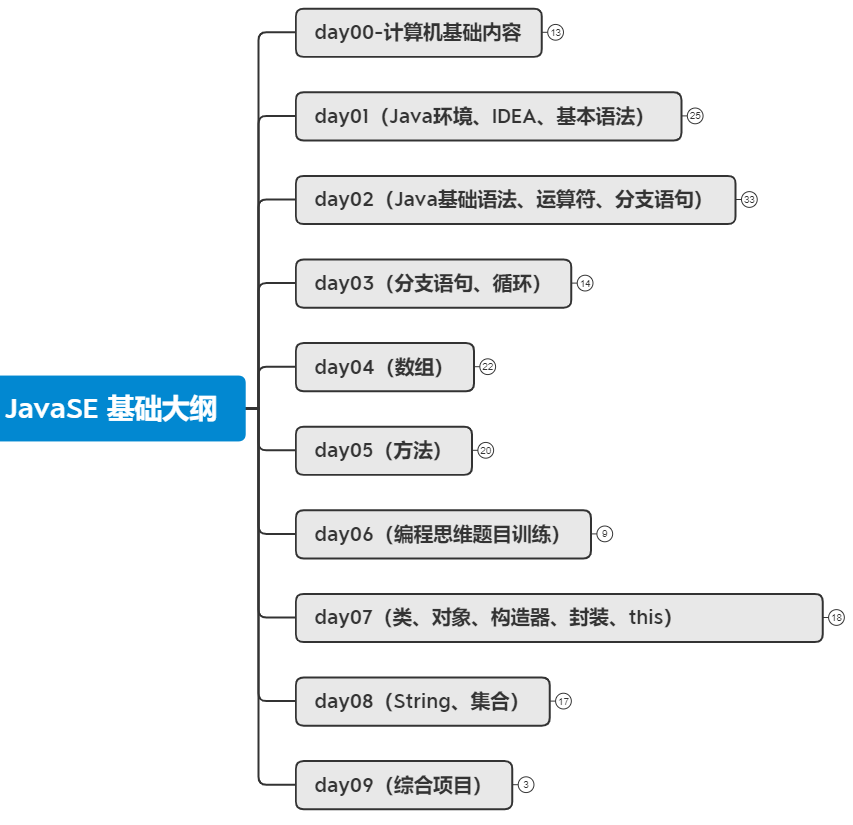 day00-计算机基础内容
13
day01（Java环境、IDEA、基本语法）
25
day02（Java基础语法、运算符、分支语句）
33
day03（分支语句、循环）
14
day04（数组）
22
JavaSE 基础大纲
day05（方法）
20
day06（编程思维题目训练）
9
day07（类、对象、构造器、封装、this）
18
day08（String、集合）
17
day09（综合项目）
3